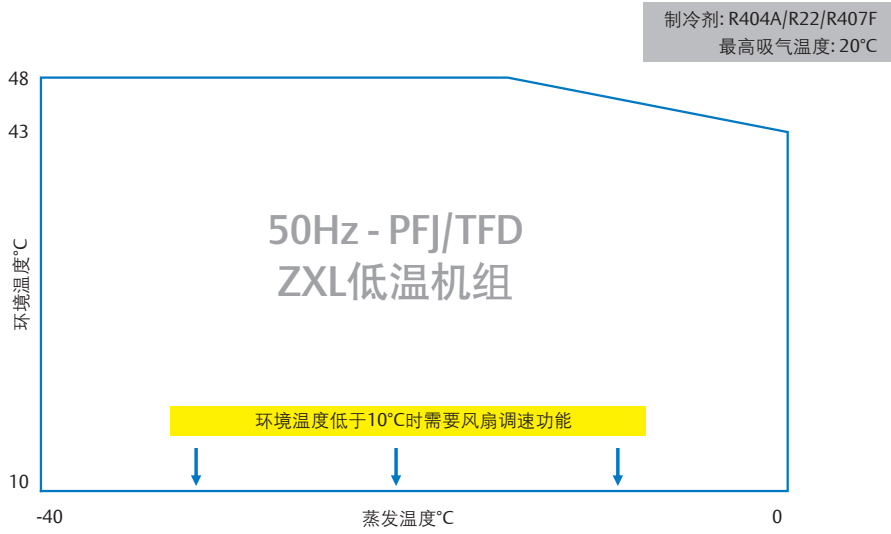 制冷剂: R404A/R22/R407F
最高吸气温度: 20°C
48
43
50Hz - PFJ/TFD
ZXL低温机组
环境温度°C
环境温度低于10°C时需要风扇调速功能
10
-40
蒸发温度°C
0